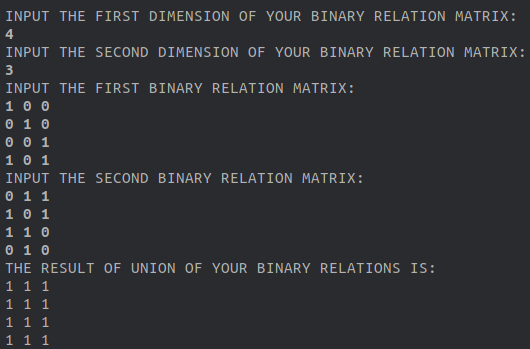 INPUT THE FIRST DIMENSION OF YOUR BINARY RELATION MATRIX:
4
INPUT THE SECOND DIMENSION OF YOUR BINARY RELATION MATRIX:
3
INPUT THE FIRST BINARY RELATION MATRIX:
1 0 0
0 1 0
0 0 1
1 0 1
INPUT THE SECOND BINARY RELATION MATRIX:
0 1 1
1 0 1
1 1 0
0 1 0
THE RESULT OF UNION OF YOUR BINARY RELATIONS IS:
1 1 1
1 1 1
1 1 1
1 1 1